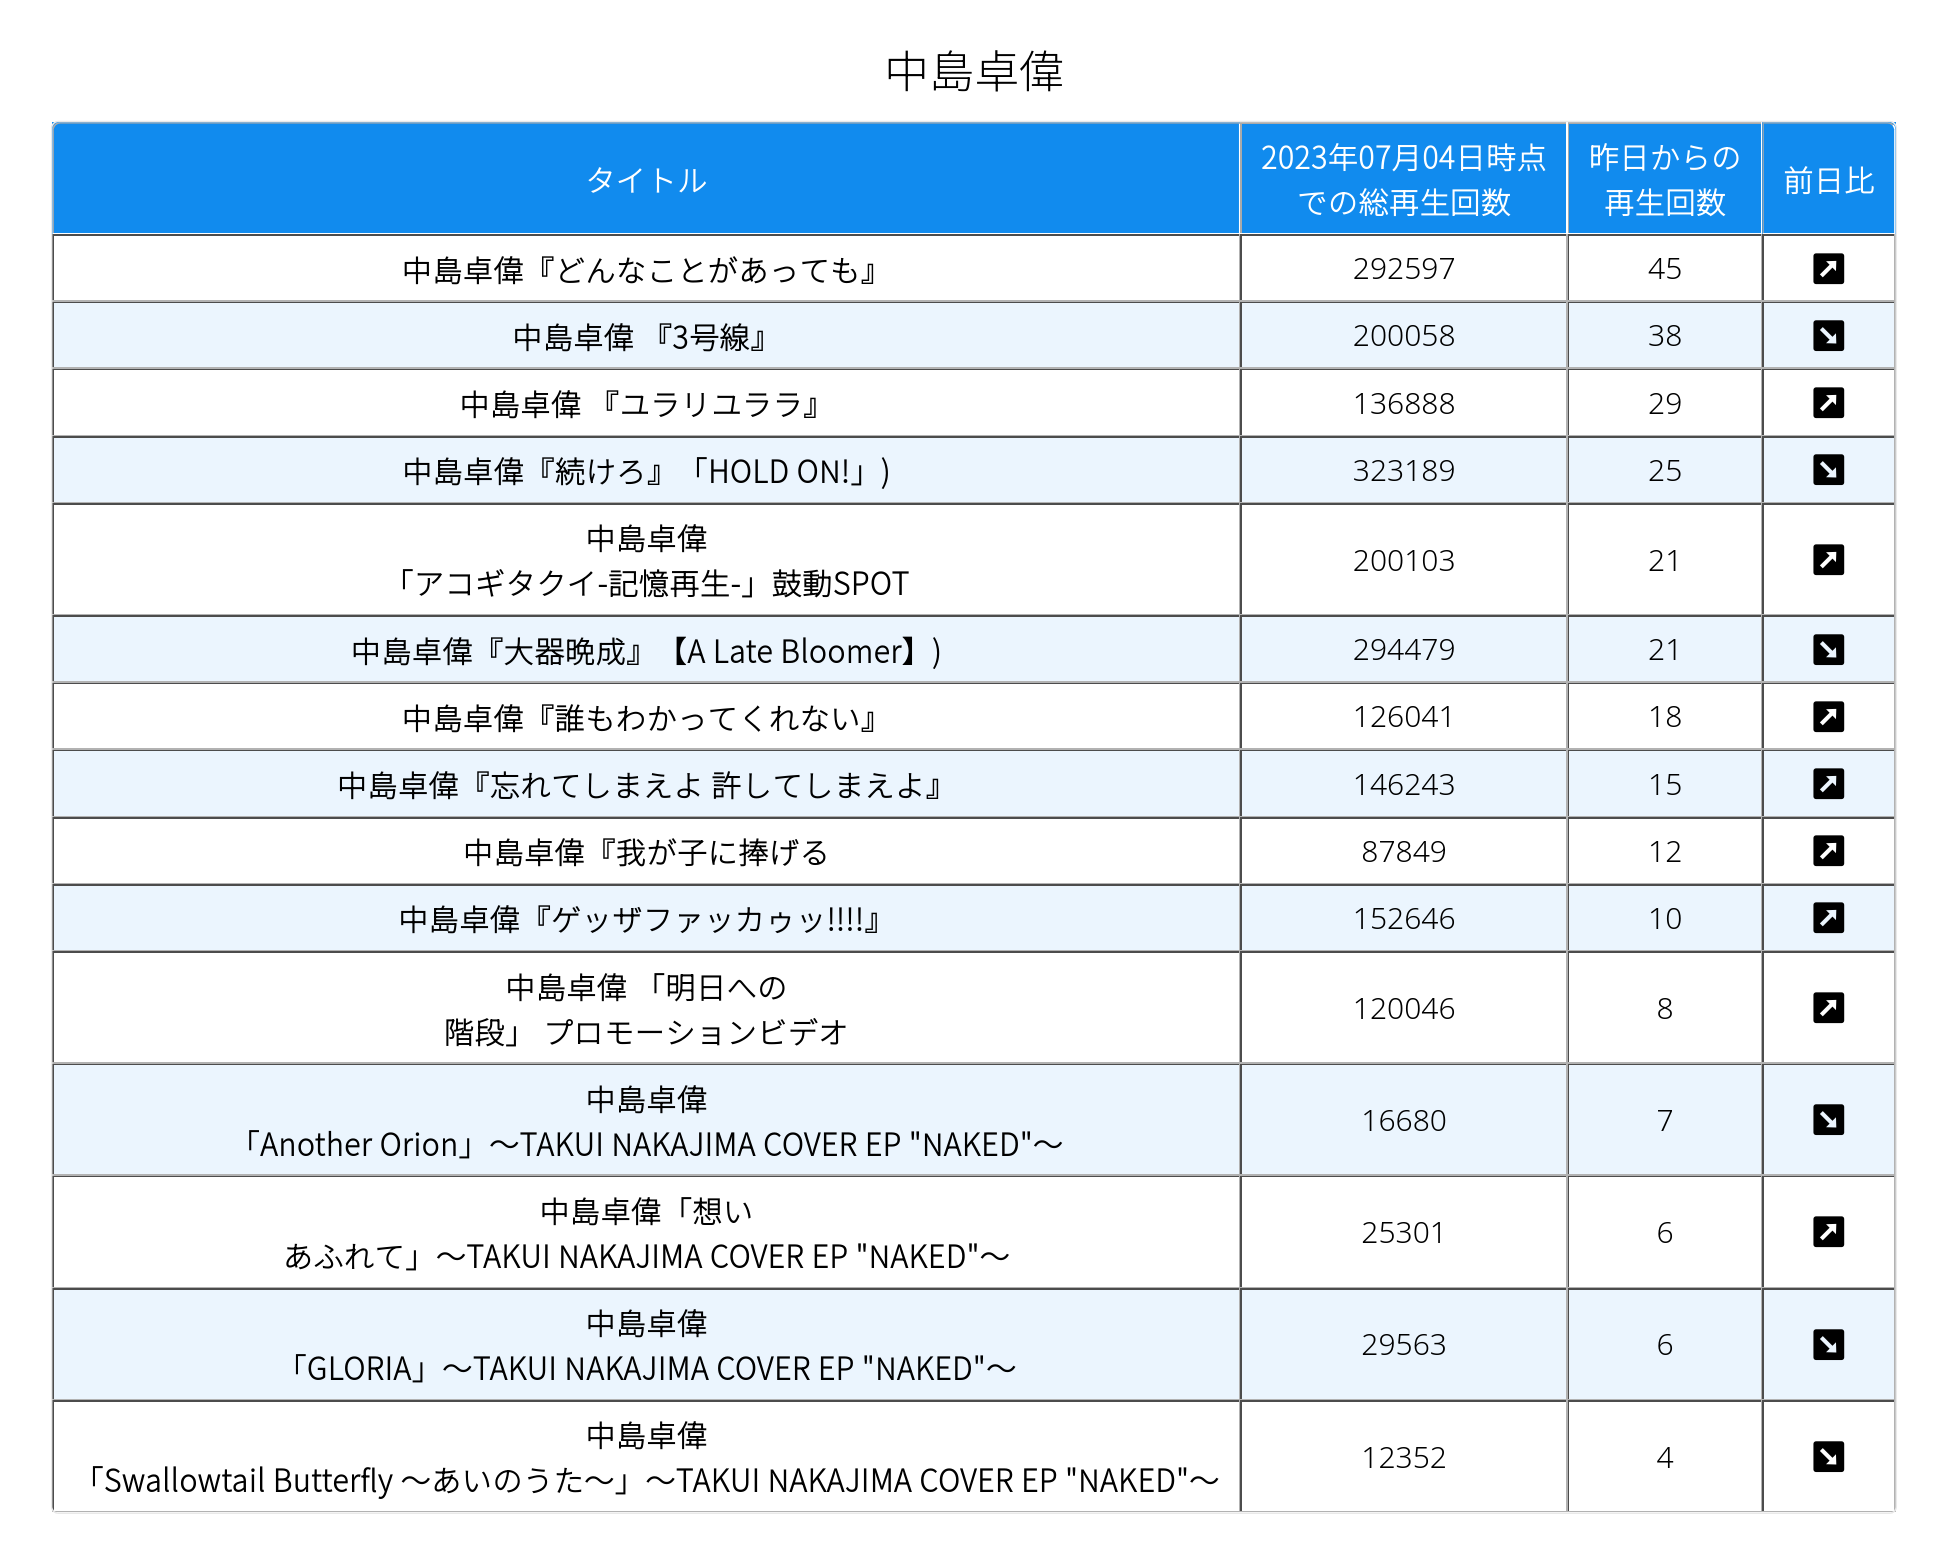 中島卓偉
タイトル
2023年07月04日時点
での総再生回数
昨日からの
再生回数
前日比
中島卓偉『どんなことがあっても』 292597 45
中島卓偉 『3号線』 200058 38
中島卓偉 『ユラリユララ』 136888 29
中島卓偉『続けろ』「HOLD ON!」) 323189 25
中島卓偉
「アコギタクイ-記憶再生-」鼓動SPOT 200103 21
中島卓偉『大器晩成』【A Late Bloomer】) 294479 21
中島卓偉『誰もわかってくれない』 126041 18
中島卓偉『忘れてしまえよ 許してしまえよ』 146243 15
中島卓偉『我が子に捧げる 87849 12
中島卓偉『ゲッザファッカゥッ!!!!』 152646 10
中島卓偉 「明日への
階段」 プロモーションビデオ 120046 8
中島卓偉
「Another Orion」〜TAKUI NAKAJIMA COVER EP "NAKED"〜 16680 7
中島卓偉「想い
あふれて」〜TAKUI NAKAJIMA COVER EP "NAKED"〜 25301 6
中島卓偉
「GLORIA」〜TAKUI NAKAJIMA COVER EP "NAKED"〜 29563 6
中島卓偉
「Swallowtail Butterfly 〜あいのうた〜」〜TAKUI NAKAJIMA COVER EP "NAKED"〜 12352 4